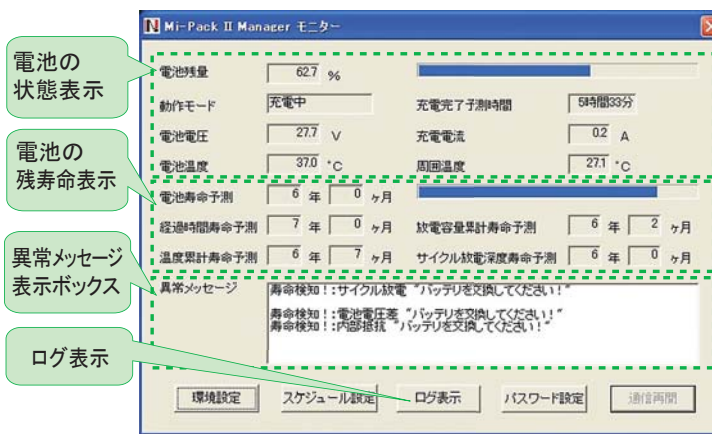 Mi-Pack II Manager モニター
電池の
状態表示
電池残量 62.7 %
動作モード 充電中 充電完了予測時間 5時間33分
電池電圧 27.7 V 充電電流 0.2 A
電池温度 37.0 °C 周囲温度 27.1 °C
電池の
残寿命表示
電池寿命予測 6 年 0 ヶ月
経過時間寿命予測 7 年 0 ヶ月 放電容量累計寿命予測 6 年 2 ヶ月
温度累計寿命予測 6 年 7 ヶ月 サイクル放電深度寿命予測 6 年 0 ヶ月
異常メッセージ
表示ボックス
異常メッセージ
寿命検知!:サイクル放電 "バッテリを交換してください!"
寿命検知!:電池電圧差 "バッテリを交換してください!"
寿命検知!:内部抵抗 "バッテリを交換してください!"
ログ表示
環境設定 スケジュール設定 ログ表示 パスワード設定 通信再開